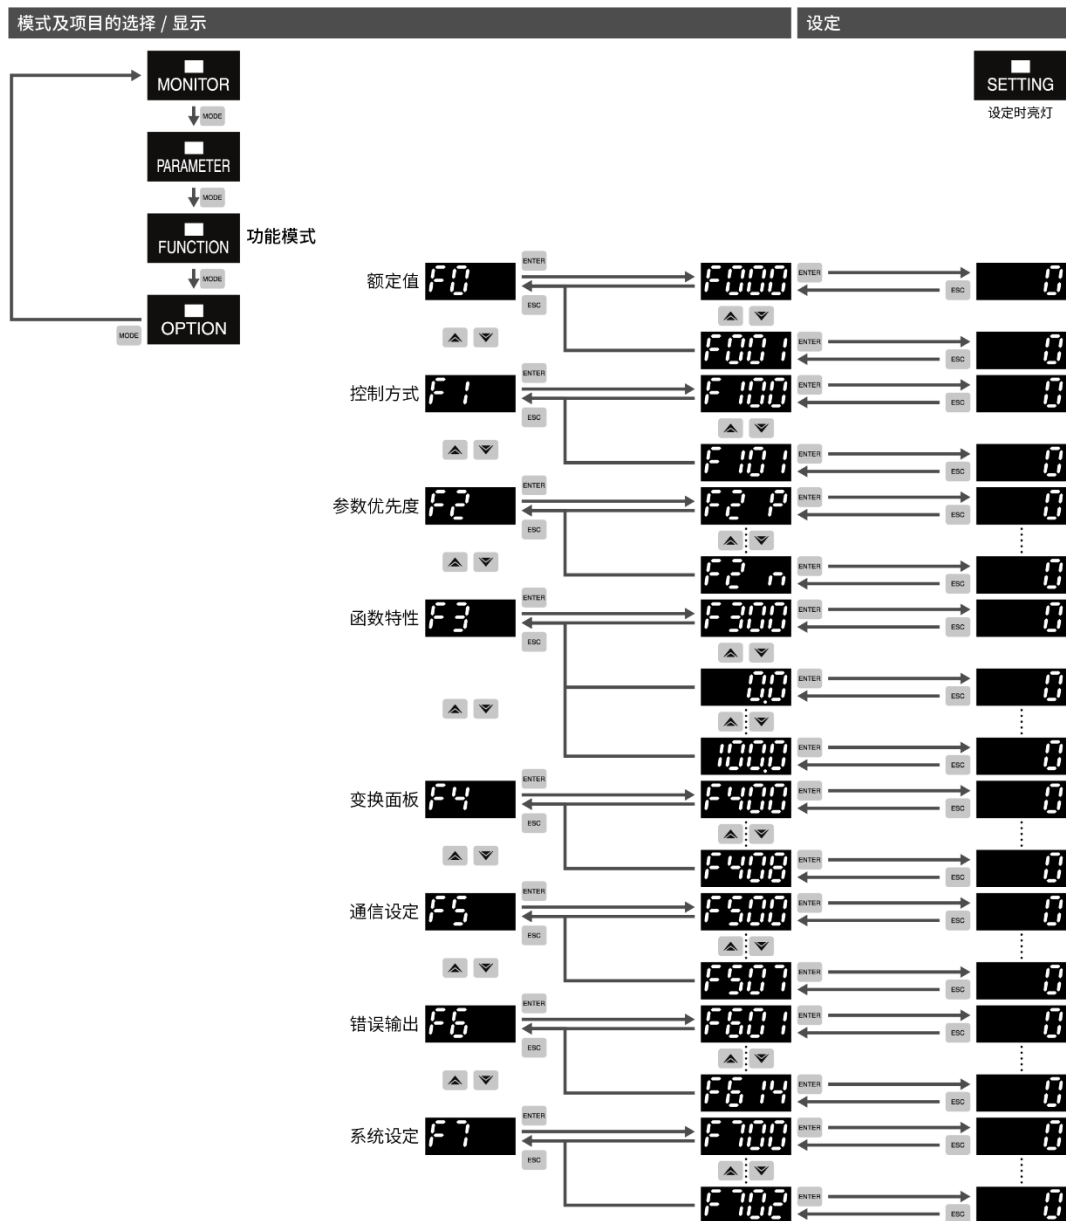 模式及项目的选择 / 显示
设定
MONITOR
SETTING
设定时亮灯
MODE
PARAMETER
MODE
FUNCTION
功能模式
MODE
OPTION
MODE
额定值
F0
ENTER
ESC
F000
ENTER
ESC
0
F001
ENTER
ESC
0
控制方式
F1
ENTER
ESC
F100
ENTER
ESC
0
F101
ENTER
ESC
0
参数优先度
F2
ENTER
ESC
F2 P
ENTER
ESC
0
F2 n
ENTER
ESC
0
函数特性
F3
ENTER
ESC
F300
ENTER
ESC
0
0.0
ENTER
ESC
0
100.0
ENTER
ESC
0
变换面板
F4
ENTER
ESC
F400
ENTER
ESC
0
F408
ENTER
ESC
0
通信设定
F5
ENTER
ESC
F500
ENTER
ESC
0
F507
ENTER
ESC
0
错误输出
F6
ENTER
ESC
F601
ENTER
ESC
0
F614
ENTER
ESC
0
系统设定
F7
ENTER
ESC
F700
ENTER
ESC
0
F702
ENTER
ESC
0